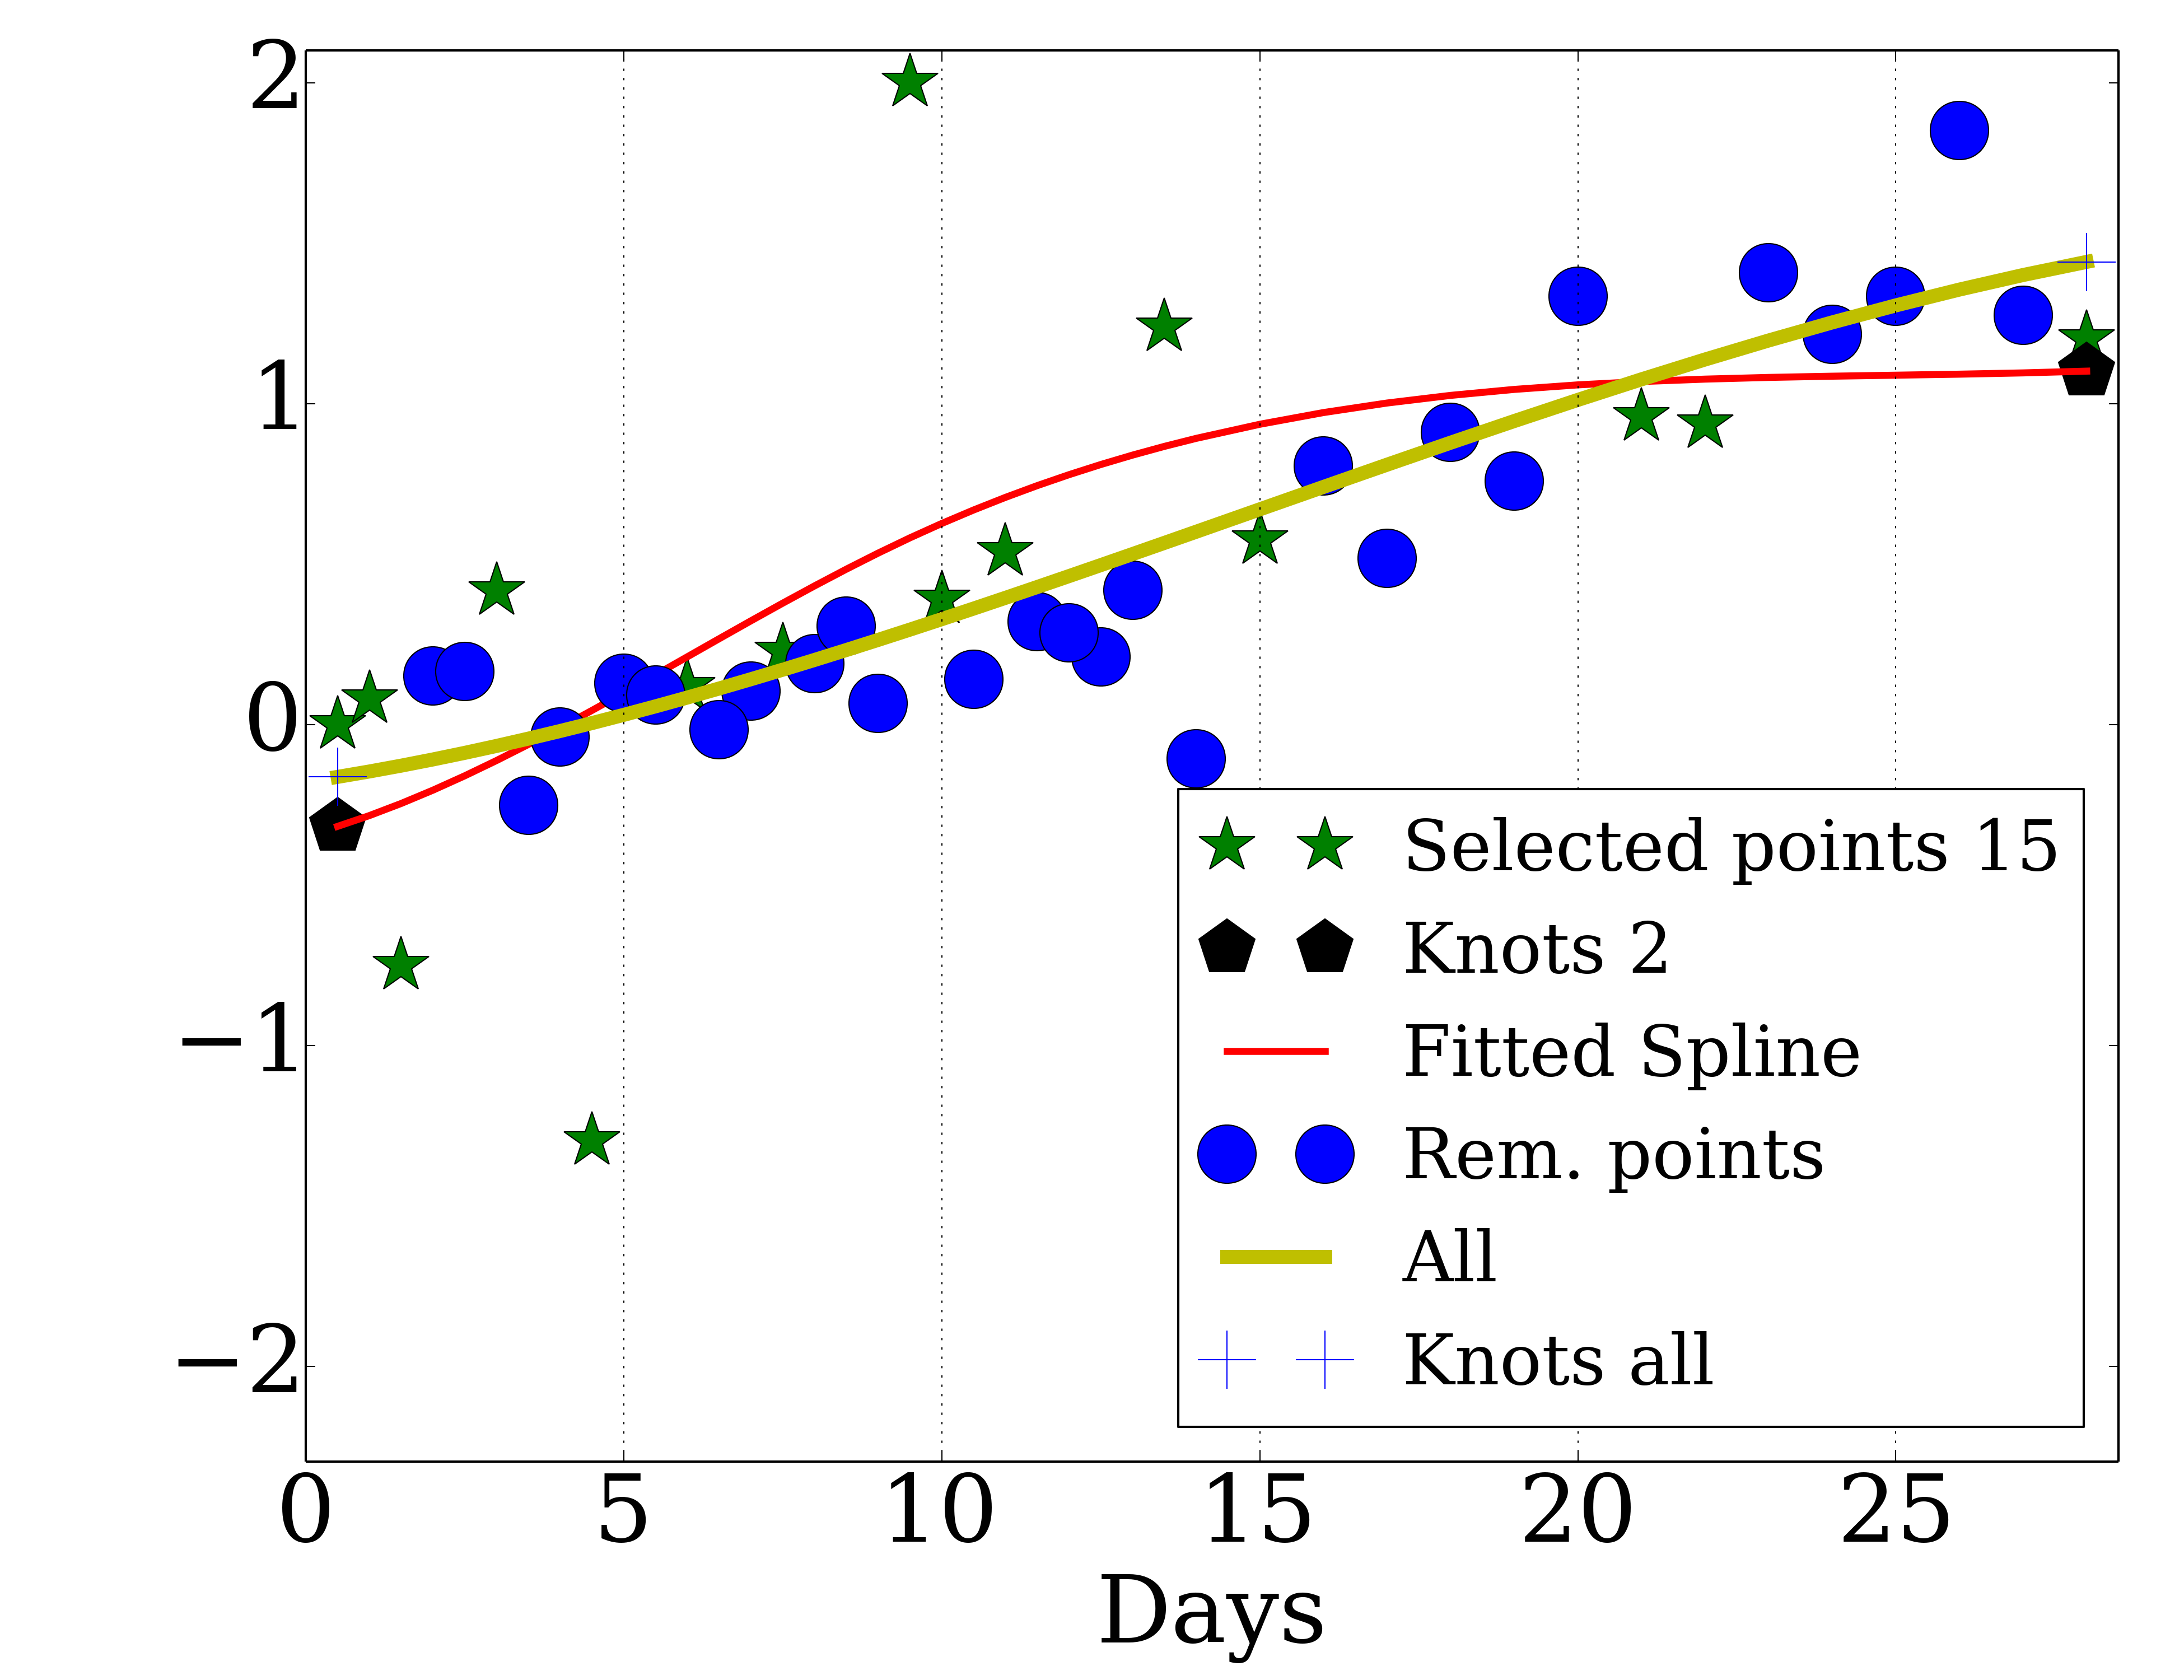 2
1
0
−1
−2
Selected points 15
Knots 2
Fitted Spline
Rem. points
All
Knots all
0 5 10 15 20 25
Days